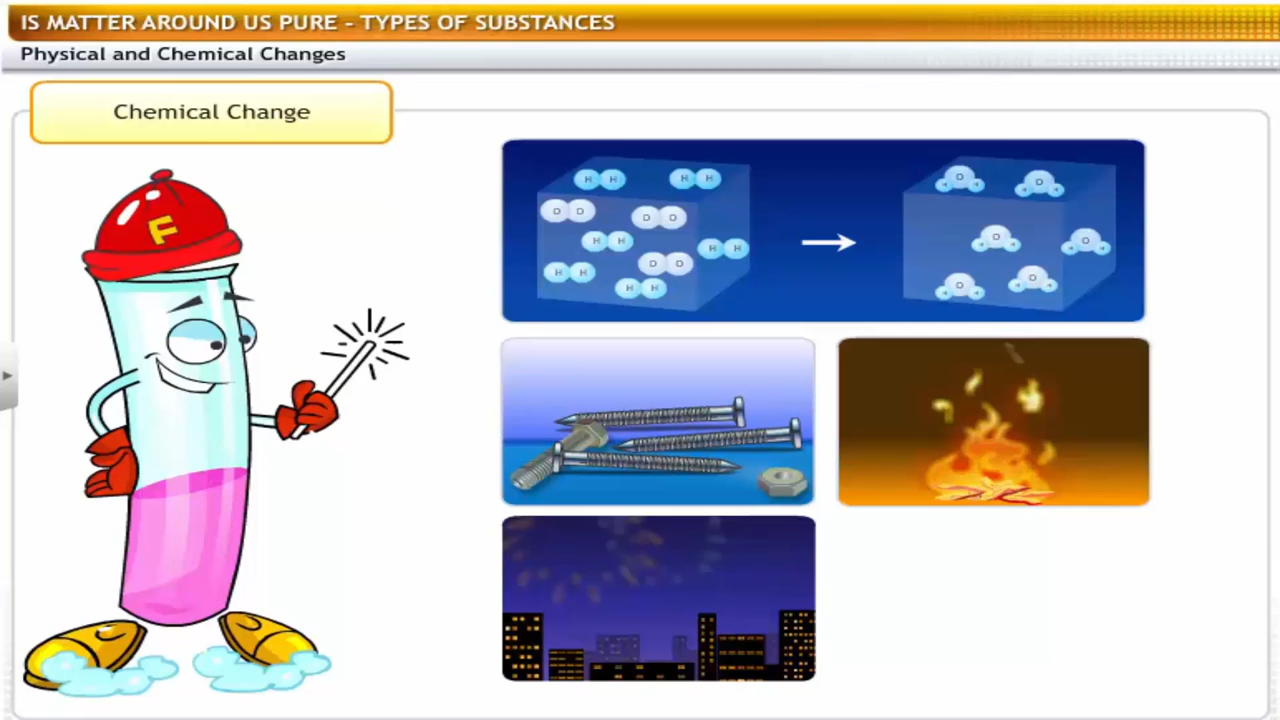 IS MATTER AROUND US PURE - TYPES OF SUBSTANCES
Physical and Chemical Changes
Chemical Change
F
H H
H H
O O
O O
H H
H H
O O
H H
H H
O
O
O
O
O
O